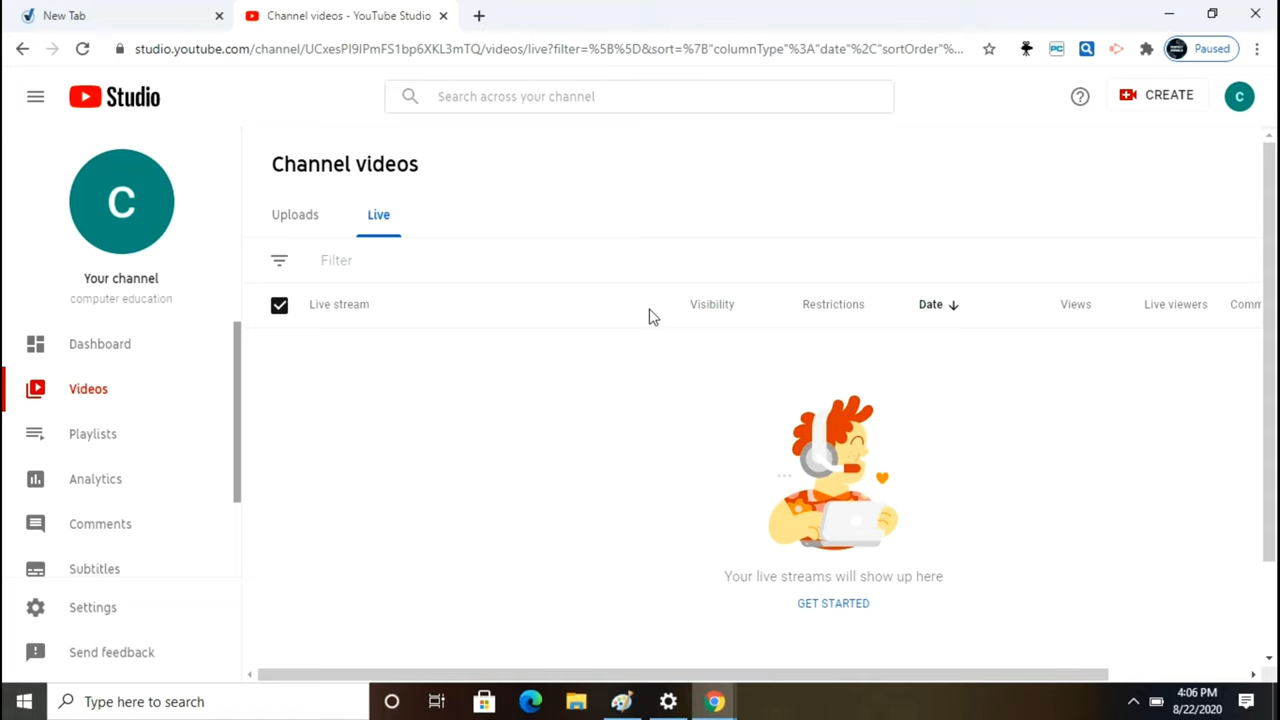 New Tab
Channel videos - YouTube Studio
studio.youtube.com/channel/UCxesPI9IPmFS1bp6XKL3mTQ/videos/live?filter=%5B%5D&sort=%7B"columnType"%3A"date"%2C"sortOrder"%...
PC
Paused
Studio
Search across your channel
CREATE
C
C
Your channel
computer education
Dashboard
Videos
Playlists
Analytics
Comments
Subtitles
Settings
Send feedback
Channel videos
Uploads
Live
Filter
Live stream
Visibility
Restrictions
Date
Views
Live viewers
Comm
Your live streams will show up here
GET STARTED
Type here to search
4:06 PM
8/22/2020